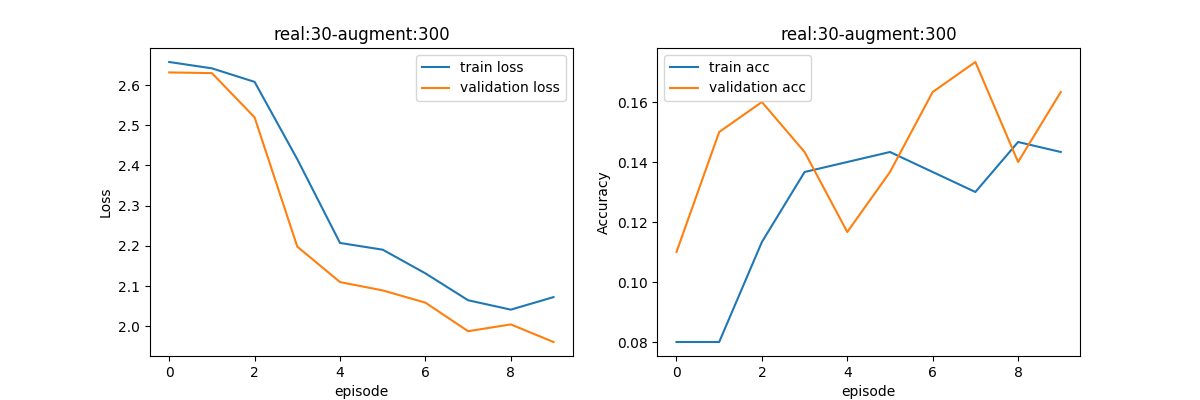 real:30-augment:300
train loss
validation loss
Loss
2.6
2.5
2.4
2.3
2.2
2.1
2.0
0
2
4
6
8
episode
real:30-augment:300
train acc
validation acc
Accuracy
0.16
0.14
0.12
0.10
0.08
0
2
4
6
8
episode